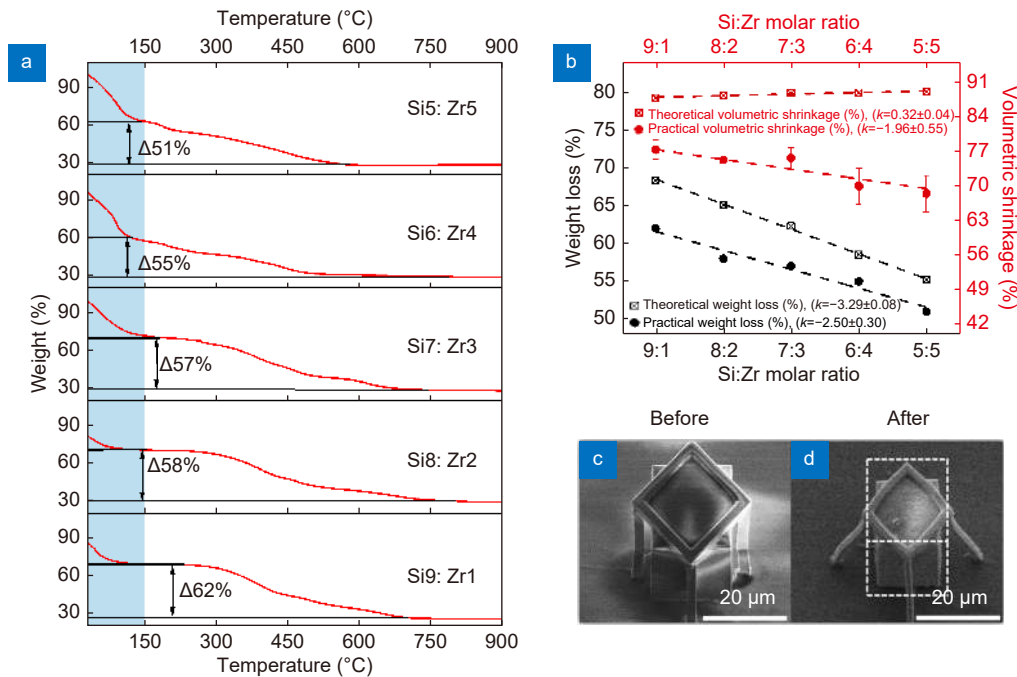 Temperature (°C)
150 300 450 600 750 900
a
Weight (%)
90
60
30
Si5: Zr5
Δ51%
90
60
30
Si6: Zr4
Δ55%
90
60
30
Si7: Zr3
Δ57%
90
60
30
Si8: Zr2
Δ58%
90
60
30
Si9: Zr1
Δ62%
150 300 450 600 750 900
Temperature (°C)
Si:Zr molar ratio
9:1 8:2 7:3 6:4 5:5
b
Weight loss (%)
80
75
70
65
60
55
50
91
84
77
70
63
56
49
42
Volumetric shrinkage (%)
Theoretical volumetric shrinkage (%), (k=0.32±0.04)
Practical volumetric shrinkage (%), (k=−1.96±0.55)
Theoretical weight loss (%), (k=−3.29±0.08)
Practical weight loss (%), (k=−2.50±0.30)
9:1 8:2 7:3 6:4 5:5
Si:Zr molar ratio
Before
After
c
20 μm
d
20 μm